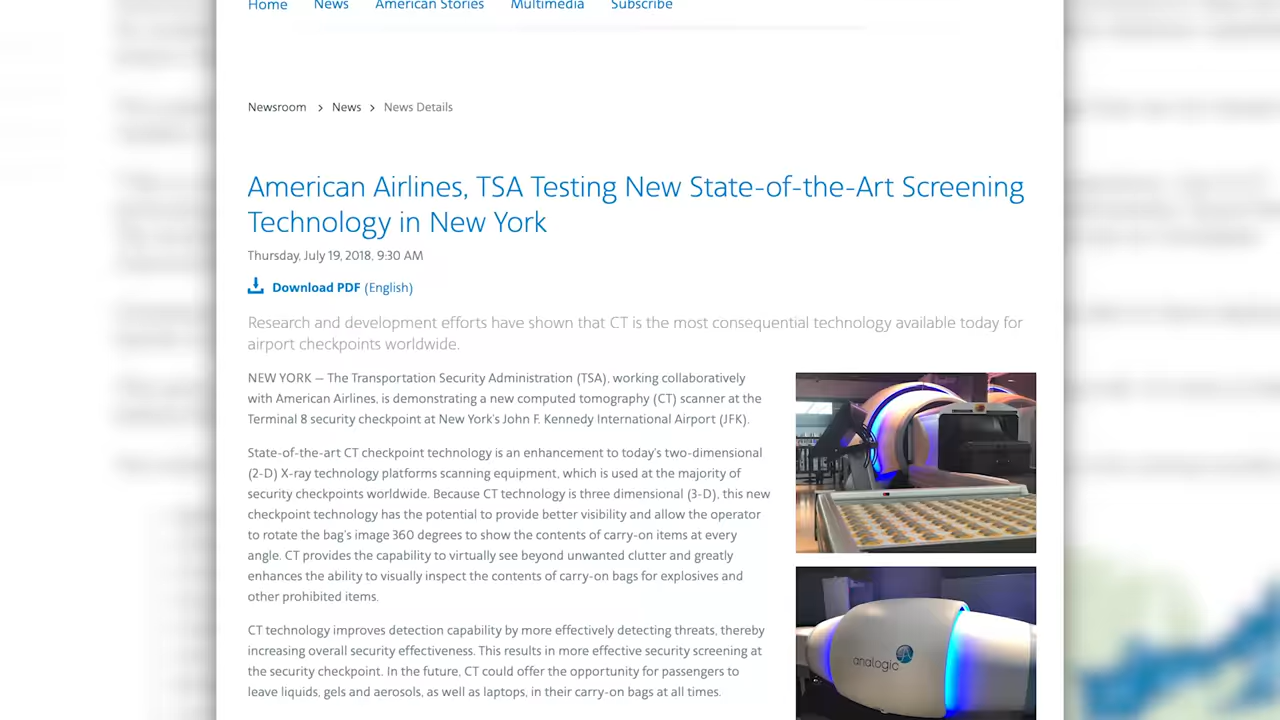 Home News American Stories Multimedia Subscribe
Newsroom > News > News Details
American Airlines, TSA Testing New State-of-the-Art Screening
Technology in New York
Thursday, July 19, 2018, 9:30 AM
Download PDF (English)
Research and development efforts have shown that CT is the most consequential technology available today for
airport checkpoints worldwide.
NEW YORK – The Transportation Security Administration (TSA), working collaboratively
with American Airlines, is demonstrating a new computed tomography (CT) scanner at the
Terminal 8 security checkpoint at New York's John F. Kennedy International Airport (JFK).
State-of-the-art CT checkpoint technology is an enhancement to today's two-dimensional
(2-D) X-ray technology platforms scanning equipment, which is used at the majority of
security checkpoints worldwide. Because CT technology is three dimensional (3-D), this new
checkpoint technology has the potential to provide better visibility and allow the operator
to rotate the bag's image 360 degrees to show the contents of carry-on items at every
angle. CT provides the capability to virtually see beyond unwanted clutter and greatly
enhances the ability to visually inspect the contents of carry-on bags for explosives and
other prohibited items.
CT technology improves detection capability by more effectively detecting threats, thereby
increasing overall security effectiveness. This results in more effective security screening at
the security checkpoint. In the future, CT could offer the opportunity for passengers to
leave liquids, gels and aerosols, as well as laptops, in their carry-on bags at all times.
analogic